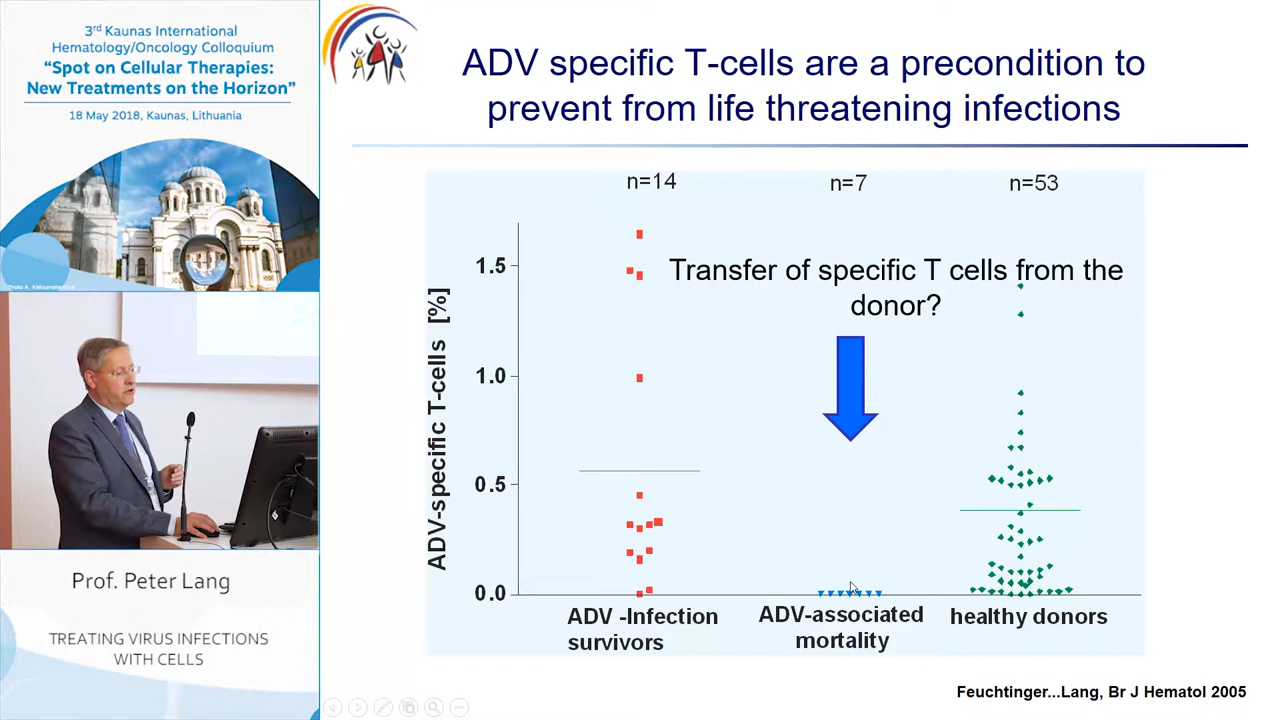 3rd Kaunas International
Hematology/Oncology Colloquium
“Spot on Cellular Therapies:
New Treatments on the Horizon”
18 May 2018, Kaunas, Lithuania
Prof. Peter Lang
TREATING VIRUS INFECTIONS
WITH CELLS
ADV specific T-cells are a precondition to
prevent from life threatening infections
n=14
n=7
n=53
Transfer of specific T cells from the
donor?
ADV-specific T-cells [%]
1.5
1.0
0.5
0.0
ADV -Infection
survivors
ADV-associated
mortality
healthy donors
Feuchtinger...Lang, Br J Hematol 2005